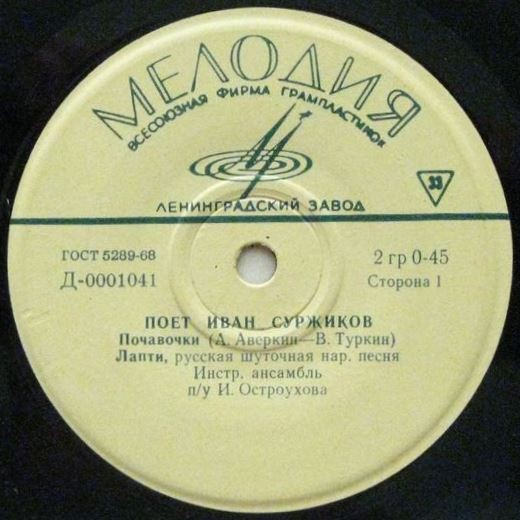 МЕЛОДИЯ
ВСЕСОЮЗНАЯ ФИРМА ГРАМПЛАСТИНОК
ЛЕНИНГРАДСКИЙ ЗАВОД
33
ГОСТ 5289-68
2 гр 0-45
Д-0001041
Сторона 1
ПОЕТ ИВАН СУРЖИКОВ
Почавочки (А. Аверкин—В. Туркин)
Лапти, русская шуточная нар. песня
Инстр. ансамбль
п/у И. Остроухова